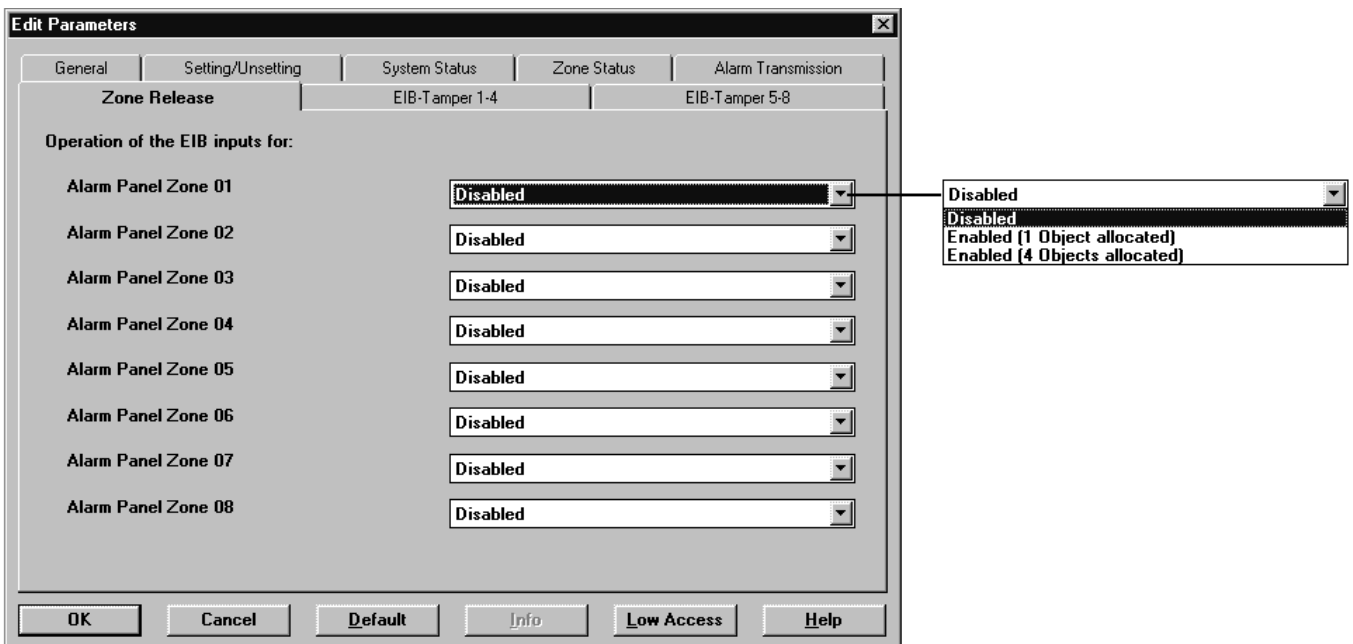 Edit Parameters
General Setting/Unsetting System Status Zone Status Alarm Transmission
Zone Release EIB-Tamper 1-4 EIB-Tamper 5-8
Operation of the EIB inputs for:
Alarm Panel Zone 01 Disabled
Alarm Panel Zone 02 Disabled
Alarm Panel Zone 03 Disabled
Alarm Panel Zone 04 Disabled
Alarm Panel Zone 05 Disabled
Alarm Panel Zone 06 Disabled
Alarm Panel Zone 07 Disabled
Alarm Panel Zone 08 Disabled
OK Cancel Default Info Low Access Help
Disabled
Disabled
Enabled (1 Object allocated)
Enabled (4 Objects allocated)